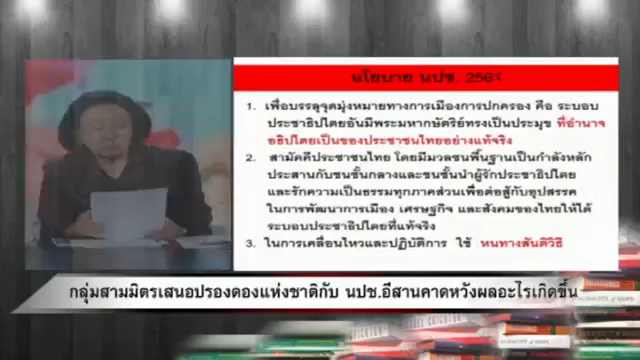 นโยบาย นปช. 2561
1. เพื่อบรรลุจุดมุ่งหมายทางการเมืองการปกครอง คือ ระบอบ
ประชาธิปไตยอันมีพระมหากษัตริย์ทรงเป็นประมุข ที่อำนาจ
อธิปไตยเป็นของประชาชนไทยอย่างแท้จริง
2. สามัคคีประชาชนไทย โดยมีมวลชนพื้นฐานเป็นกำลังหลัก
ประสานกับชนชั้นกลางและชนชั้นนำผู้รักประชาธิปไตย
และรักความเป็นธรรมทุกภาคส่วนเพื่อต่อสู้กับอุปสรรค
ในการพัฒนาการเมือง เศรษฐกิจ และสังคมของไทยให้ได้
ระบอบประชาธิปไตยที่แท้จริง
3. ในการเคลื่อนไหวและปฏิบัติการ ใช้ หนทางสันติวิธี
กลุ่มสามมิตรเสนอปรองดองแห่งชาติกับ นปช.อีสานคาดหวังผลอะไรเกิดขึ้น